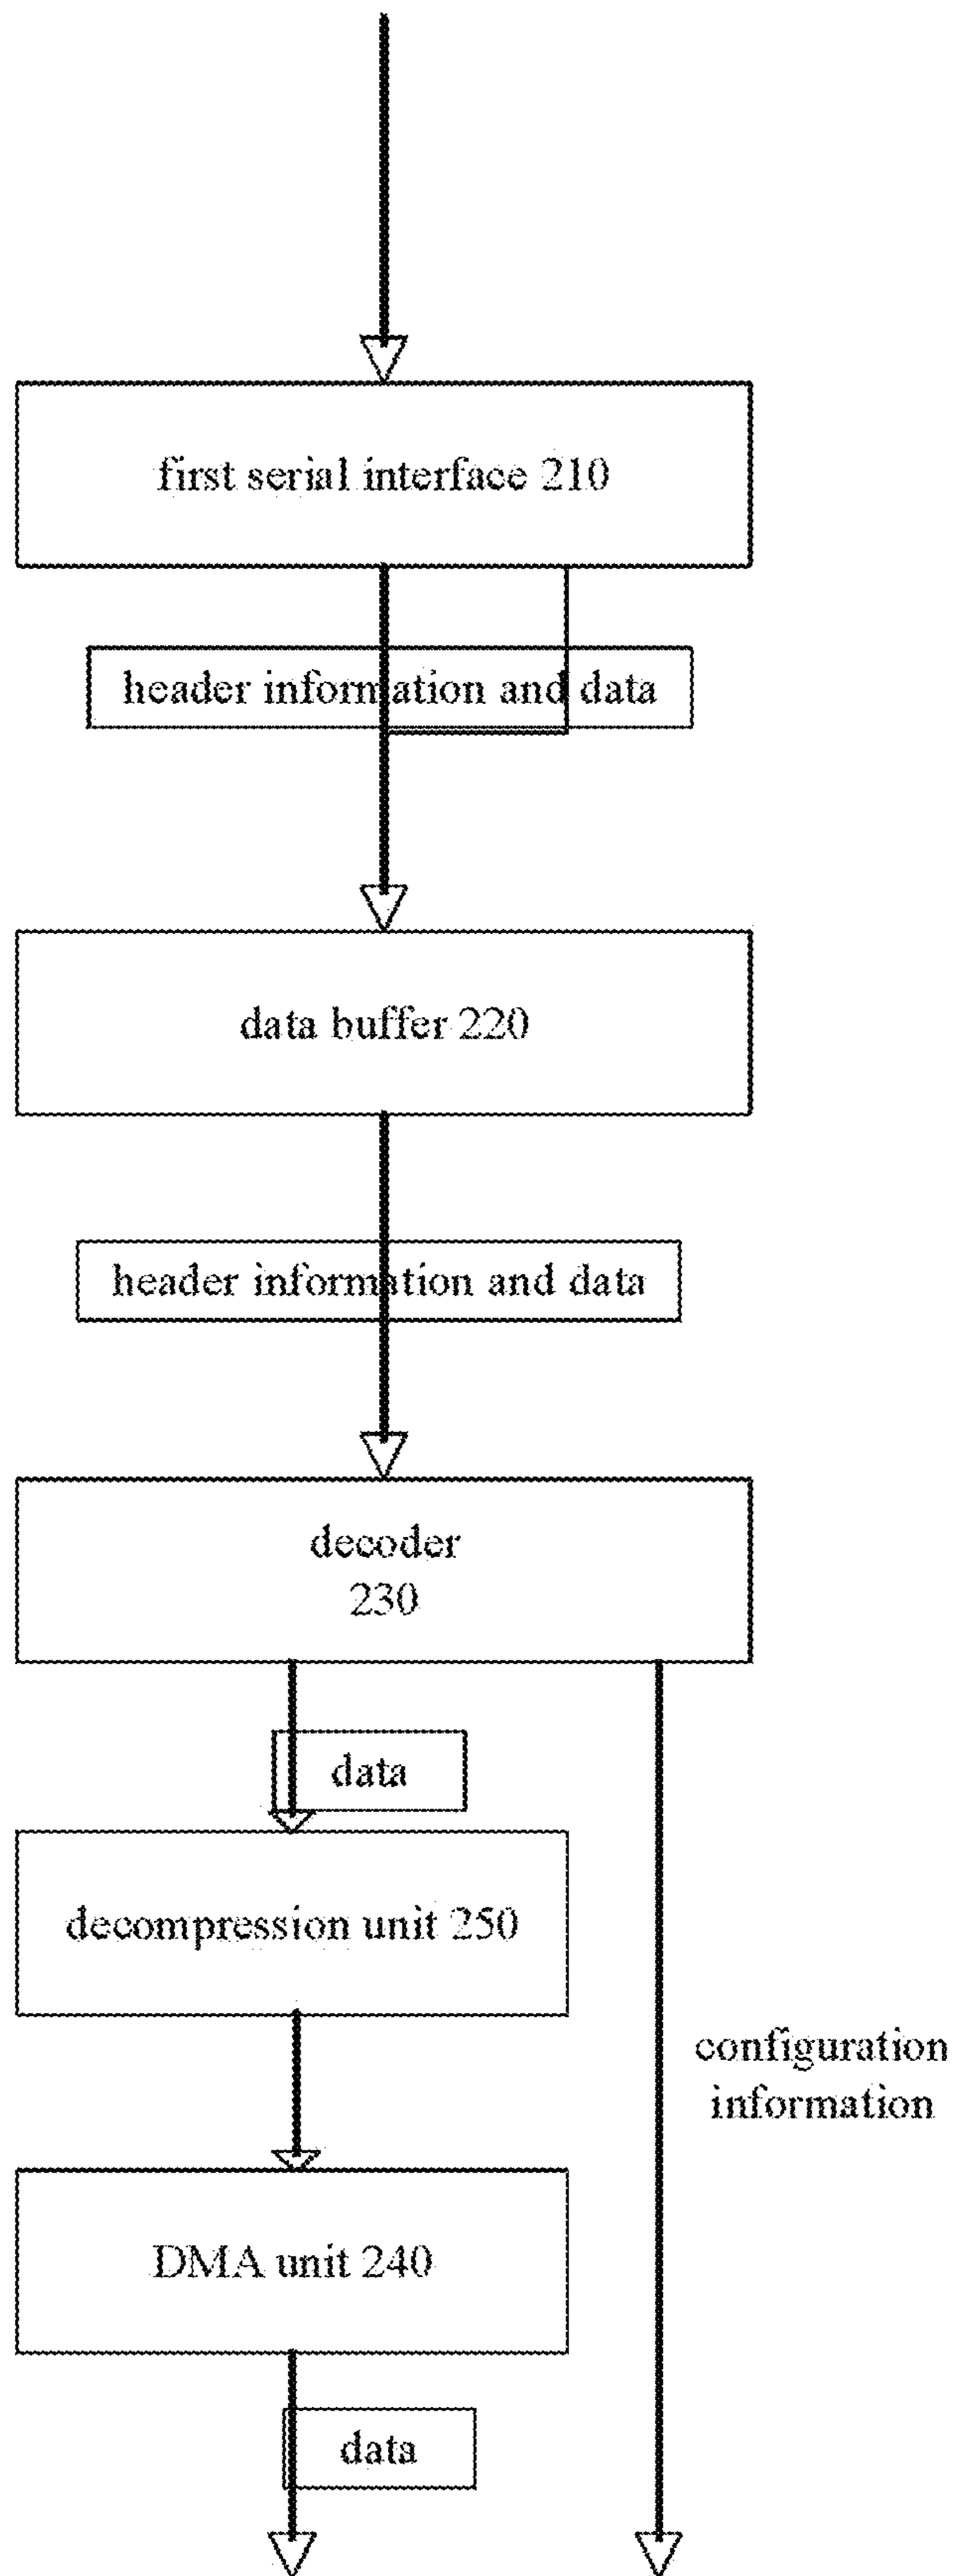 first serial interface 210
header information and data
data buffer 220
header information and data
decoder
230
data
decompression unit 250
configuration
information
DMA unit 240
data